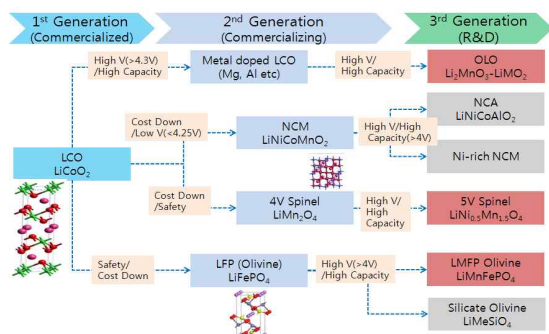 1st Generation
(Commercialized)
2nd Generation
(Commercializing)
3rd Generation
(R&D)
High V(>4.3V)
/High Capacity
Metal doped LCO
(Mg, Al etc)
High V/
High Capacity
OLO
Li₂MnO₃-LiMO₂
Cost Down
/Low V(<4.25V)
NCM
LiNiCoMnO₂
High V/High
Capacity(>4V)
NCA
LiNiCoAlO₂
Ni-rich NCM
LCO
LiCoO₂
Cost Down
/Safety
4V Spinel
LiMn₂O₄
High V/
High
Capacity
5V Spinel
LiNi₀.₅Mn₁.₅O₄
Safety/
Cost Down
LFP (Olivine)
LiFePO₄
High V(>4V)
/High Capacity
LMFP Olivine
LiMnFePO₄
Silicate Olivine
LiMeSiO₄